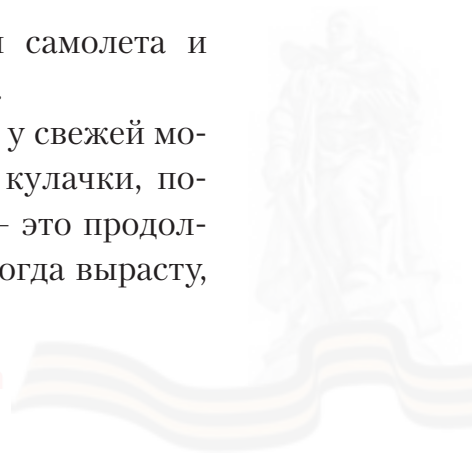 самолета и
у свежей мо-
кулачки, по-
— это продол-
огда вырасту,